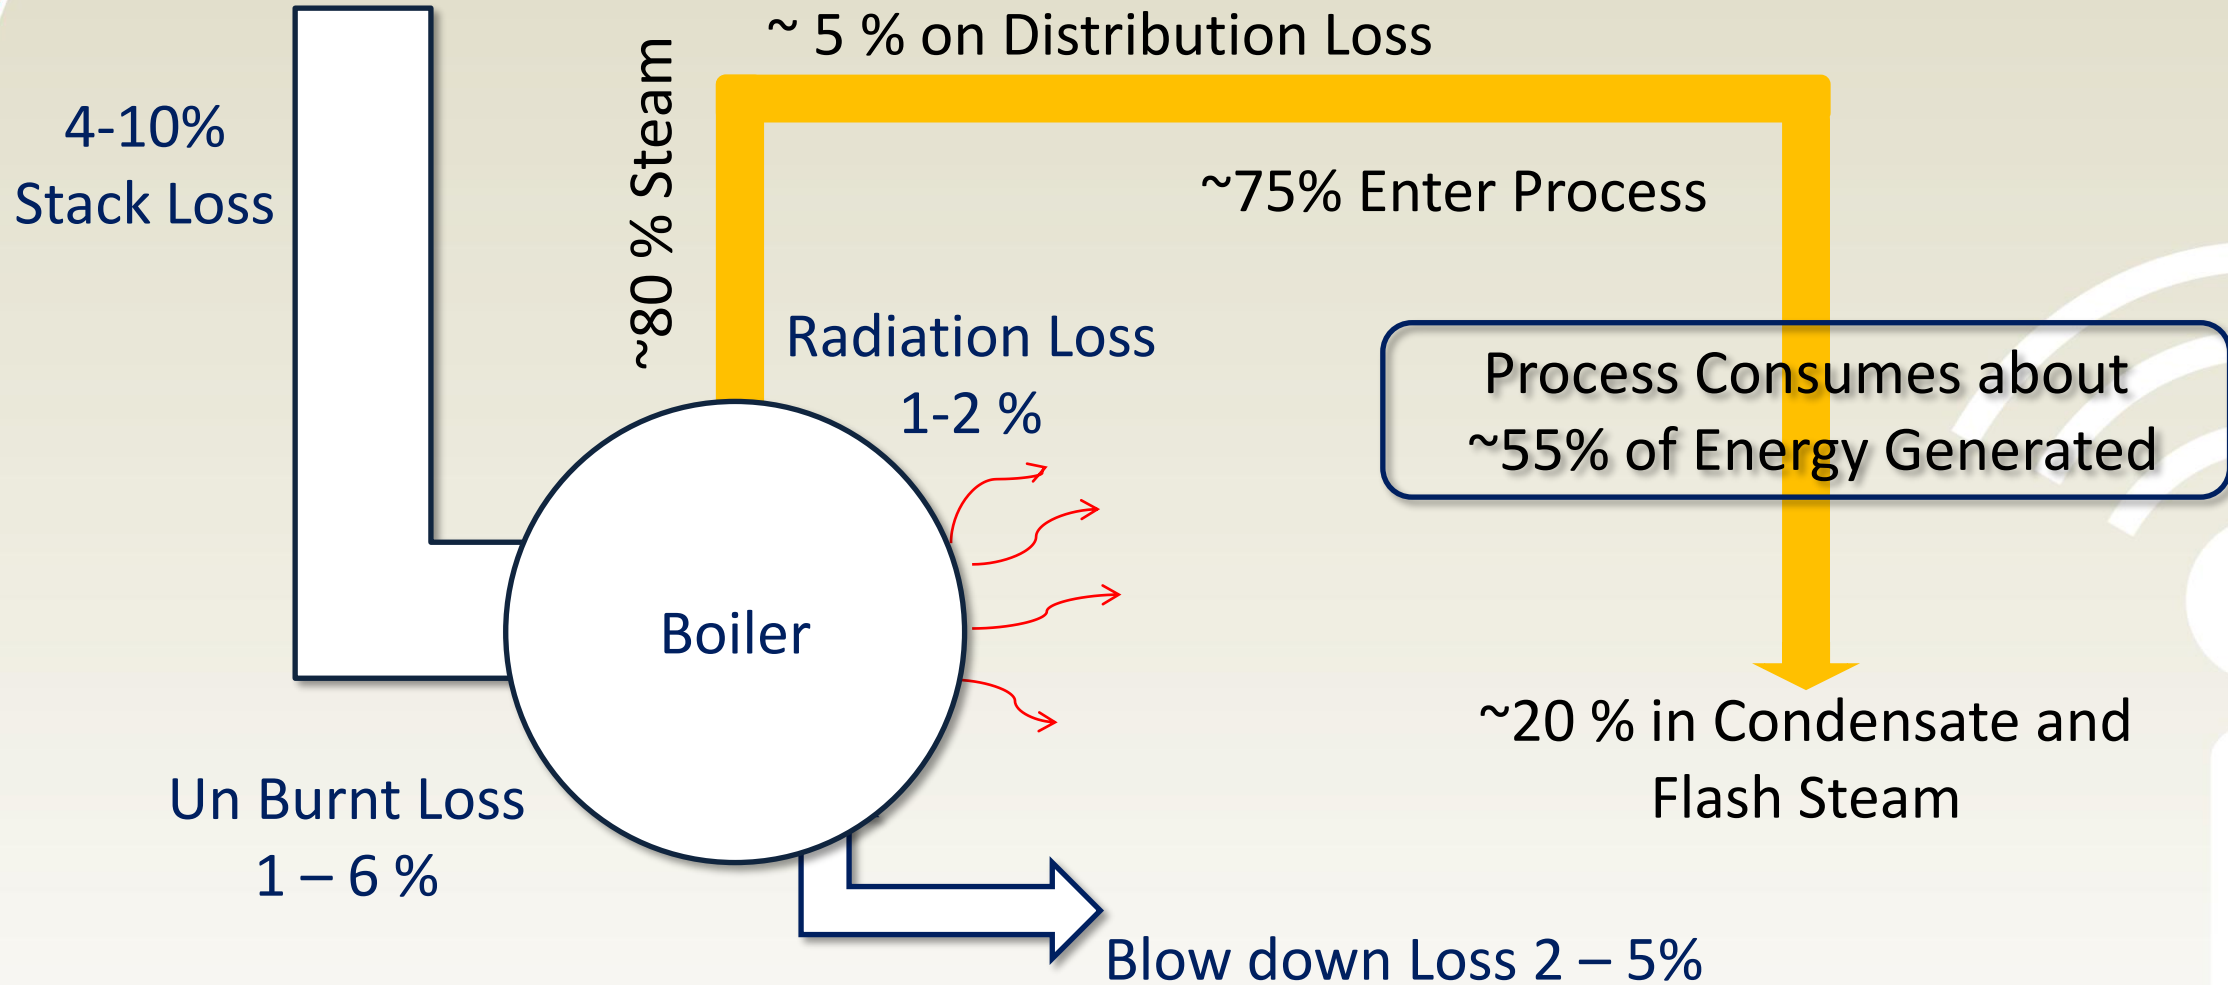 ~ 5 % on Distribution Loss
4-10%
Stack Loss
~80 % Steam
~75% Enter Process
Radiation Loss
1-2 %
Process Consumes about
~55% of Energy Generated
Boiler
~20 % in Condensate and
Flash Steam
Un Burnt Loss
1 – 6 %
Blow down Loss 2 – 5%